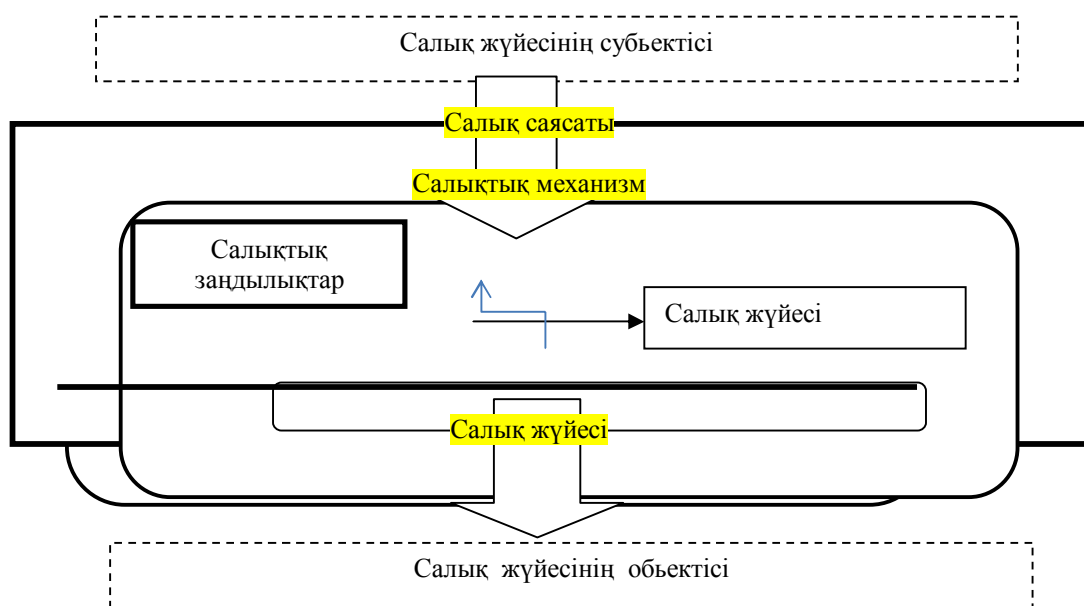 Салық жүйесінің субьектісі
Салық саясаты
Салықтық механизм
Салықтық
заңдылықтар
Салық жүйесі
Салық жүйесі
Салық жүйесінің обьектісі